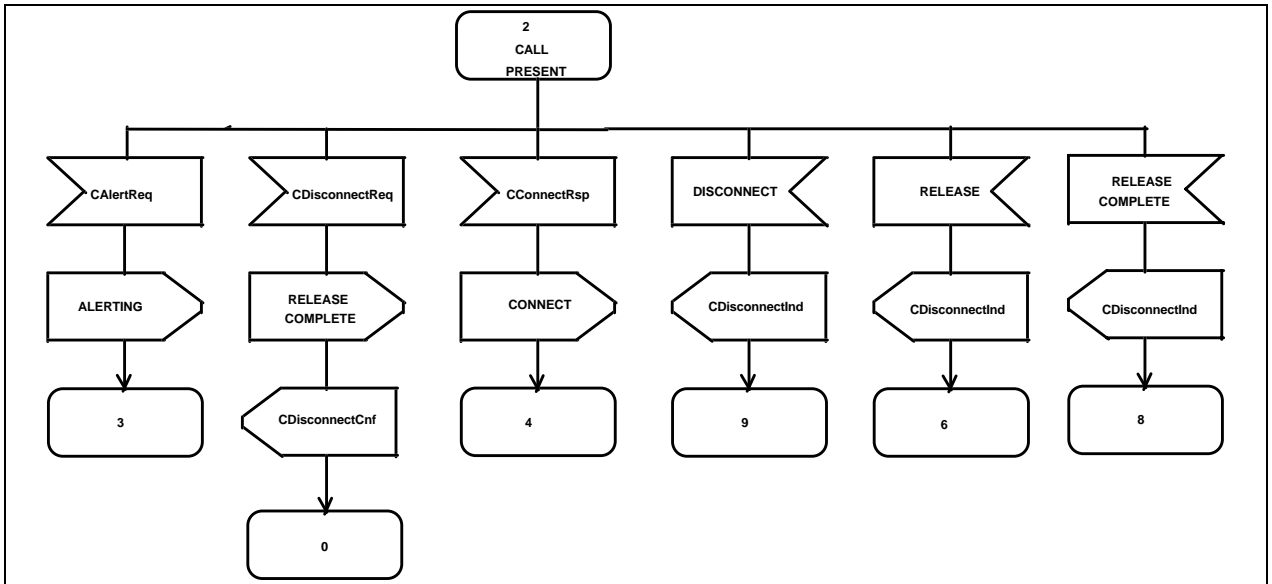 2
CALL
PRESENT
CAlertReq
CDisconnectReq
CConnectRsp
DISCONNECT
RELEASE
RELEASE
COMPLETE
ALERTING
RELEASE
COMPLETE
CONNECT
CDisconnectInd
CDisconnectInd
CDisconnectInd
3
CDisconnectCnf
4
9
6
8
0